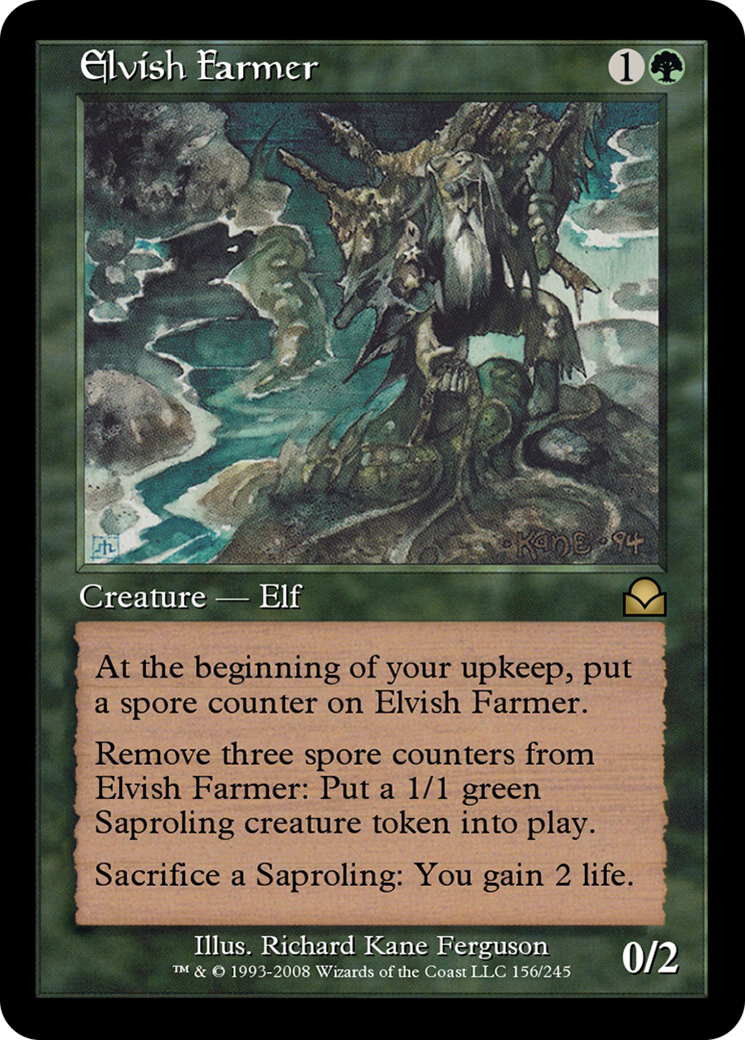 Elvish Farmer 1
·KANE·94
Creature — Elf
At the beginning of your upkeep, put
a spore counter on Elvish Farmer.
Remove three spore counters from
Elvish Farmer: Put a 1/1 green
Saproling creature token into play.
Sacrifice a Saproling: You gain 2 life.
Illus. Richard Kane Ferguson
™ & © 1993-2008 Wizards of the Coast LLC 156/245
0/2